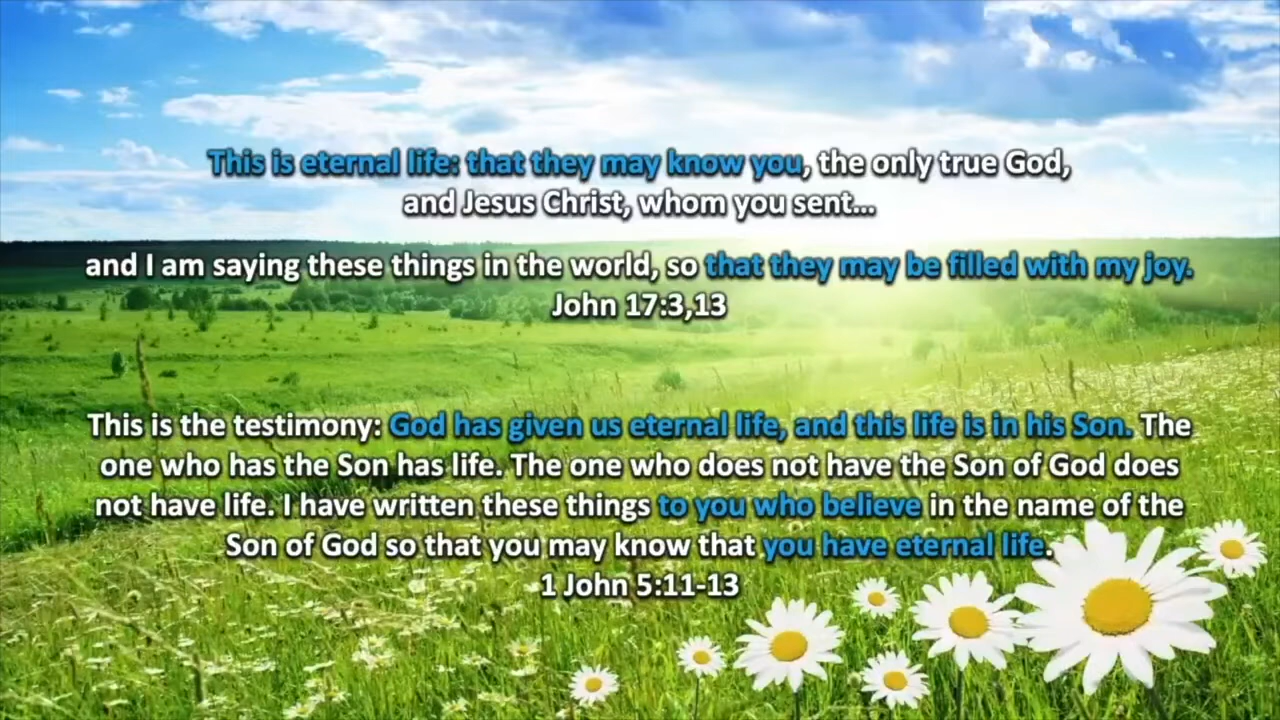 This is eternal life: that they may know you, the only true God,
and Jesus Christ, whom you sent...
and I am saying these things in the world, so that they may be filled with my joy.
John 17:3,13
This is the testimony: God has given us eternal life, and this life is in his Son. The
one who has the Son has life. The one who does not have the Son of God does
not have life. I have written these things to you who believe in the name of the
Son of God so that you may know that you have eternal life.
1 John 5:11-13